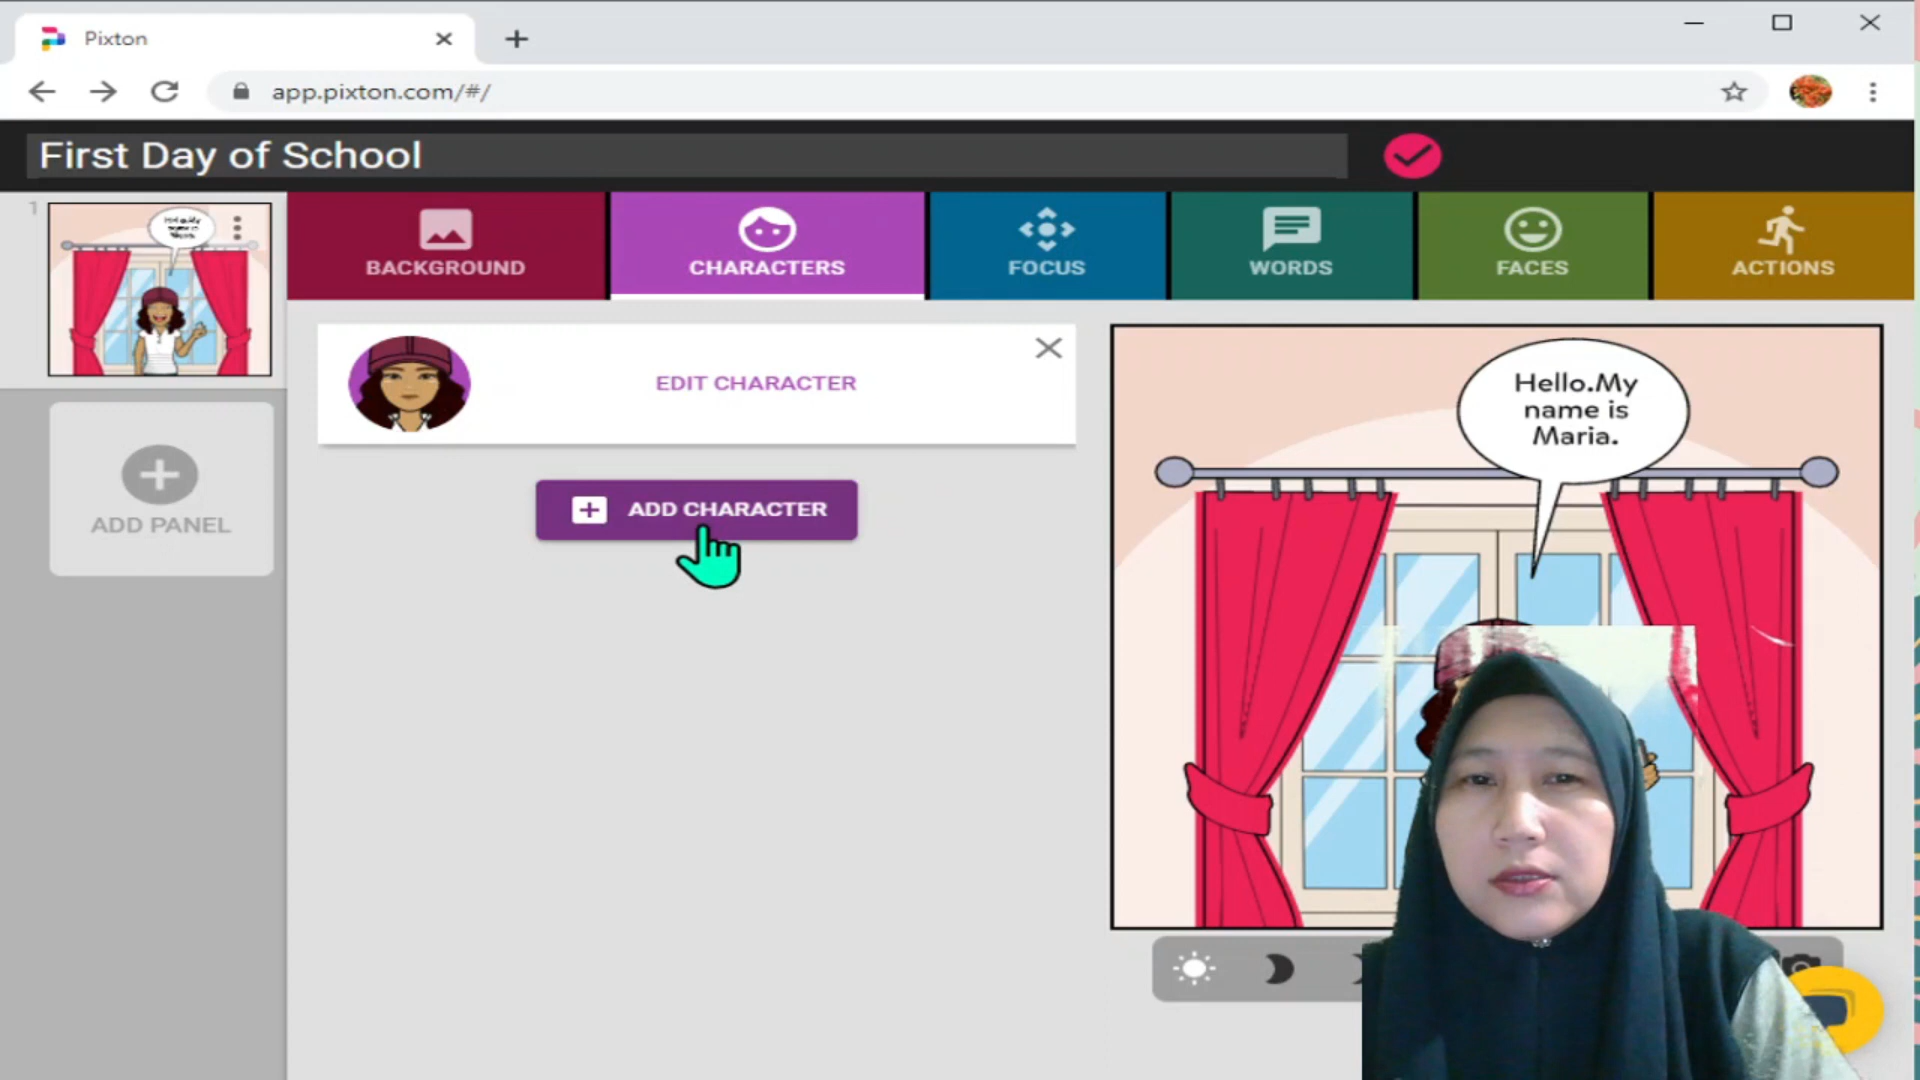 Pixton
app.pixton.com/#/
First Day of School
1
BACKGROUND
CHARACTERS
FOCUS
WORDS
FACES
ACTIONS
EDIT CHARACTER
ADD CHARACTER
ADD PANEL
Hello.My
name is
Maria.